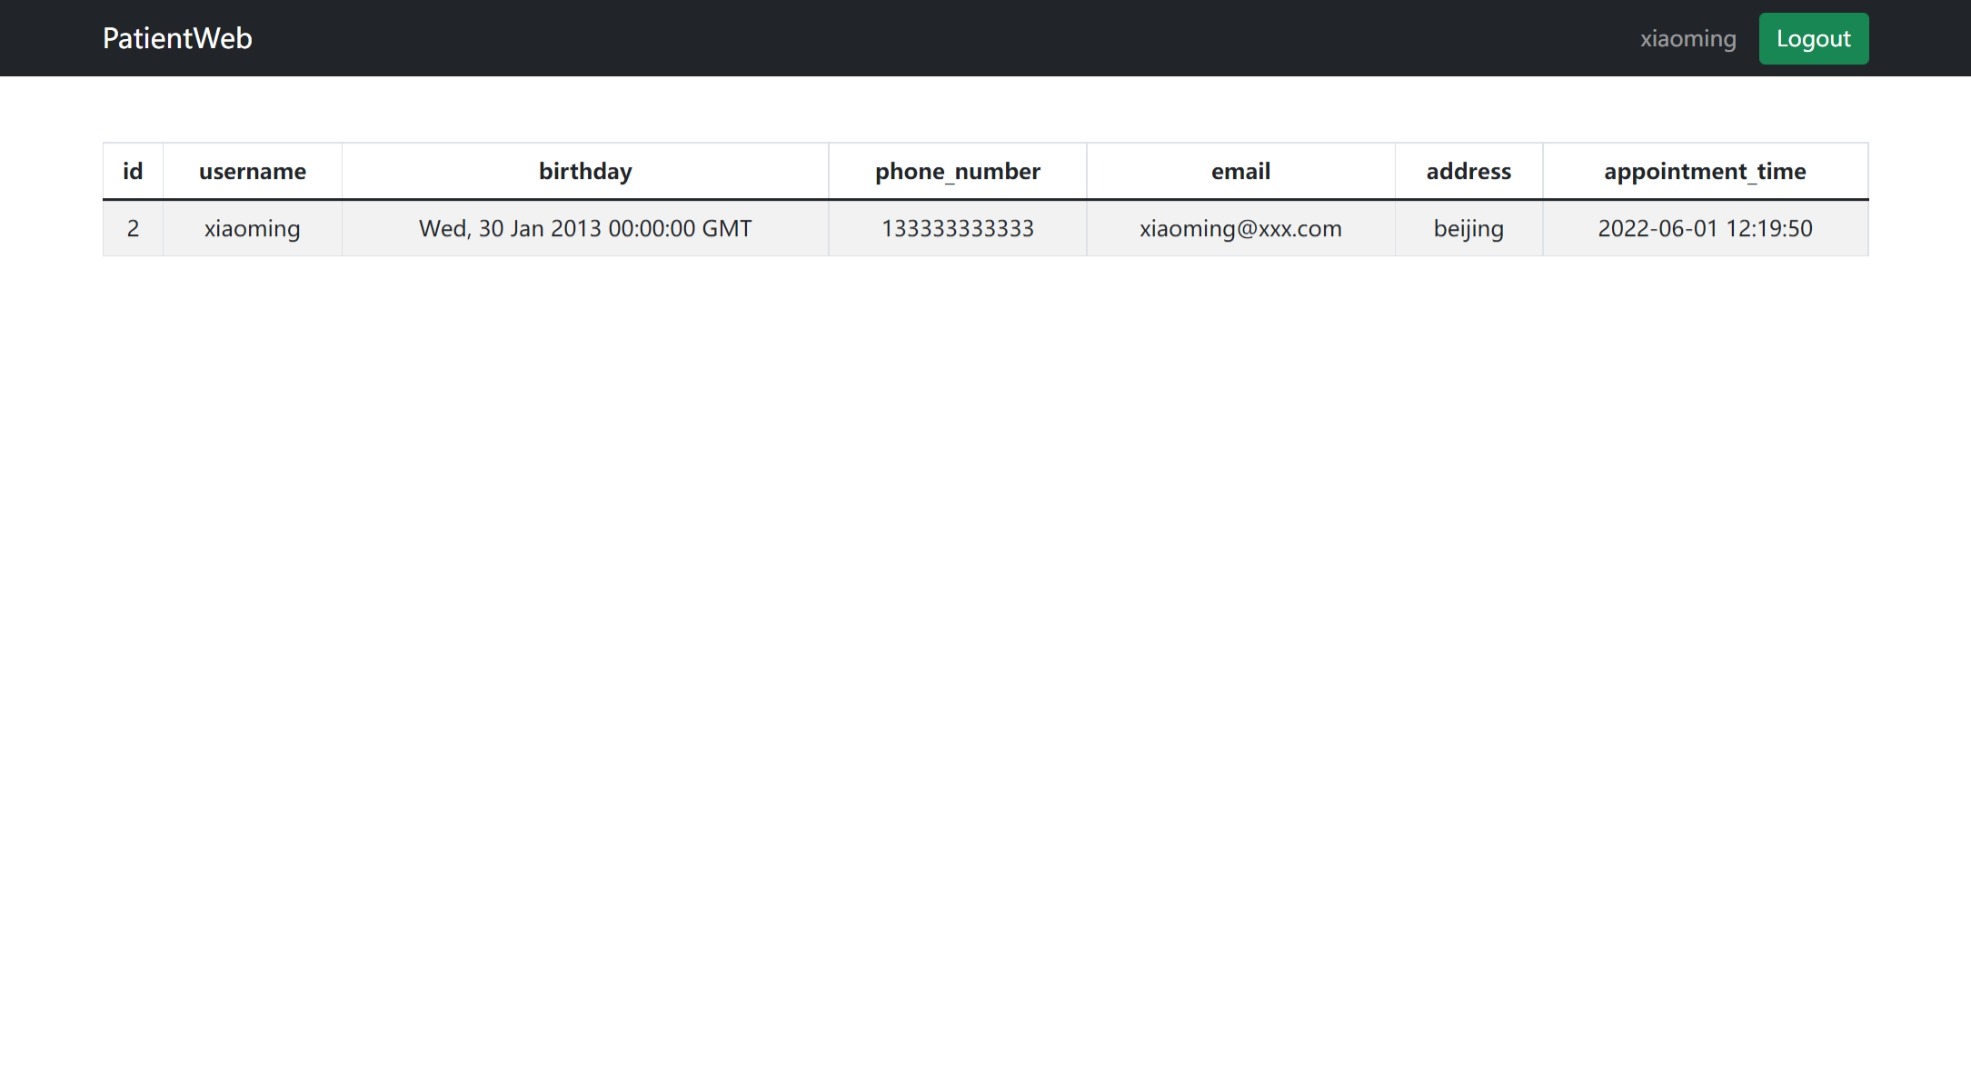 PatientWeb xiaoming Logout
id username birthday phone_number email address appointment_time
2 xiaoming Wed, 30 Jan 2013 00:00:00 GMT 133333333333 xiaoming@xxx.com beijing 2022-06-01 12:19:50